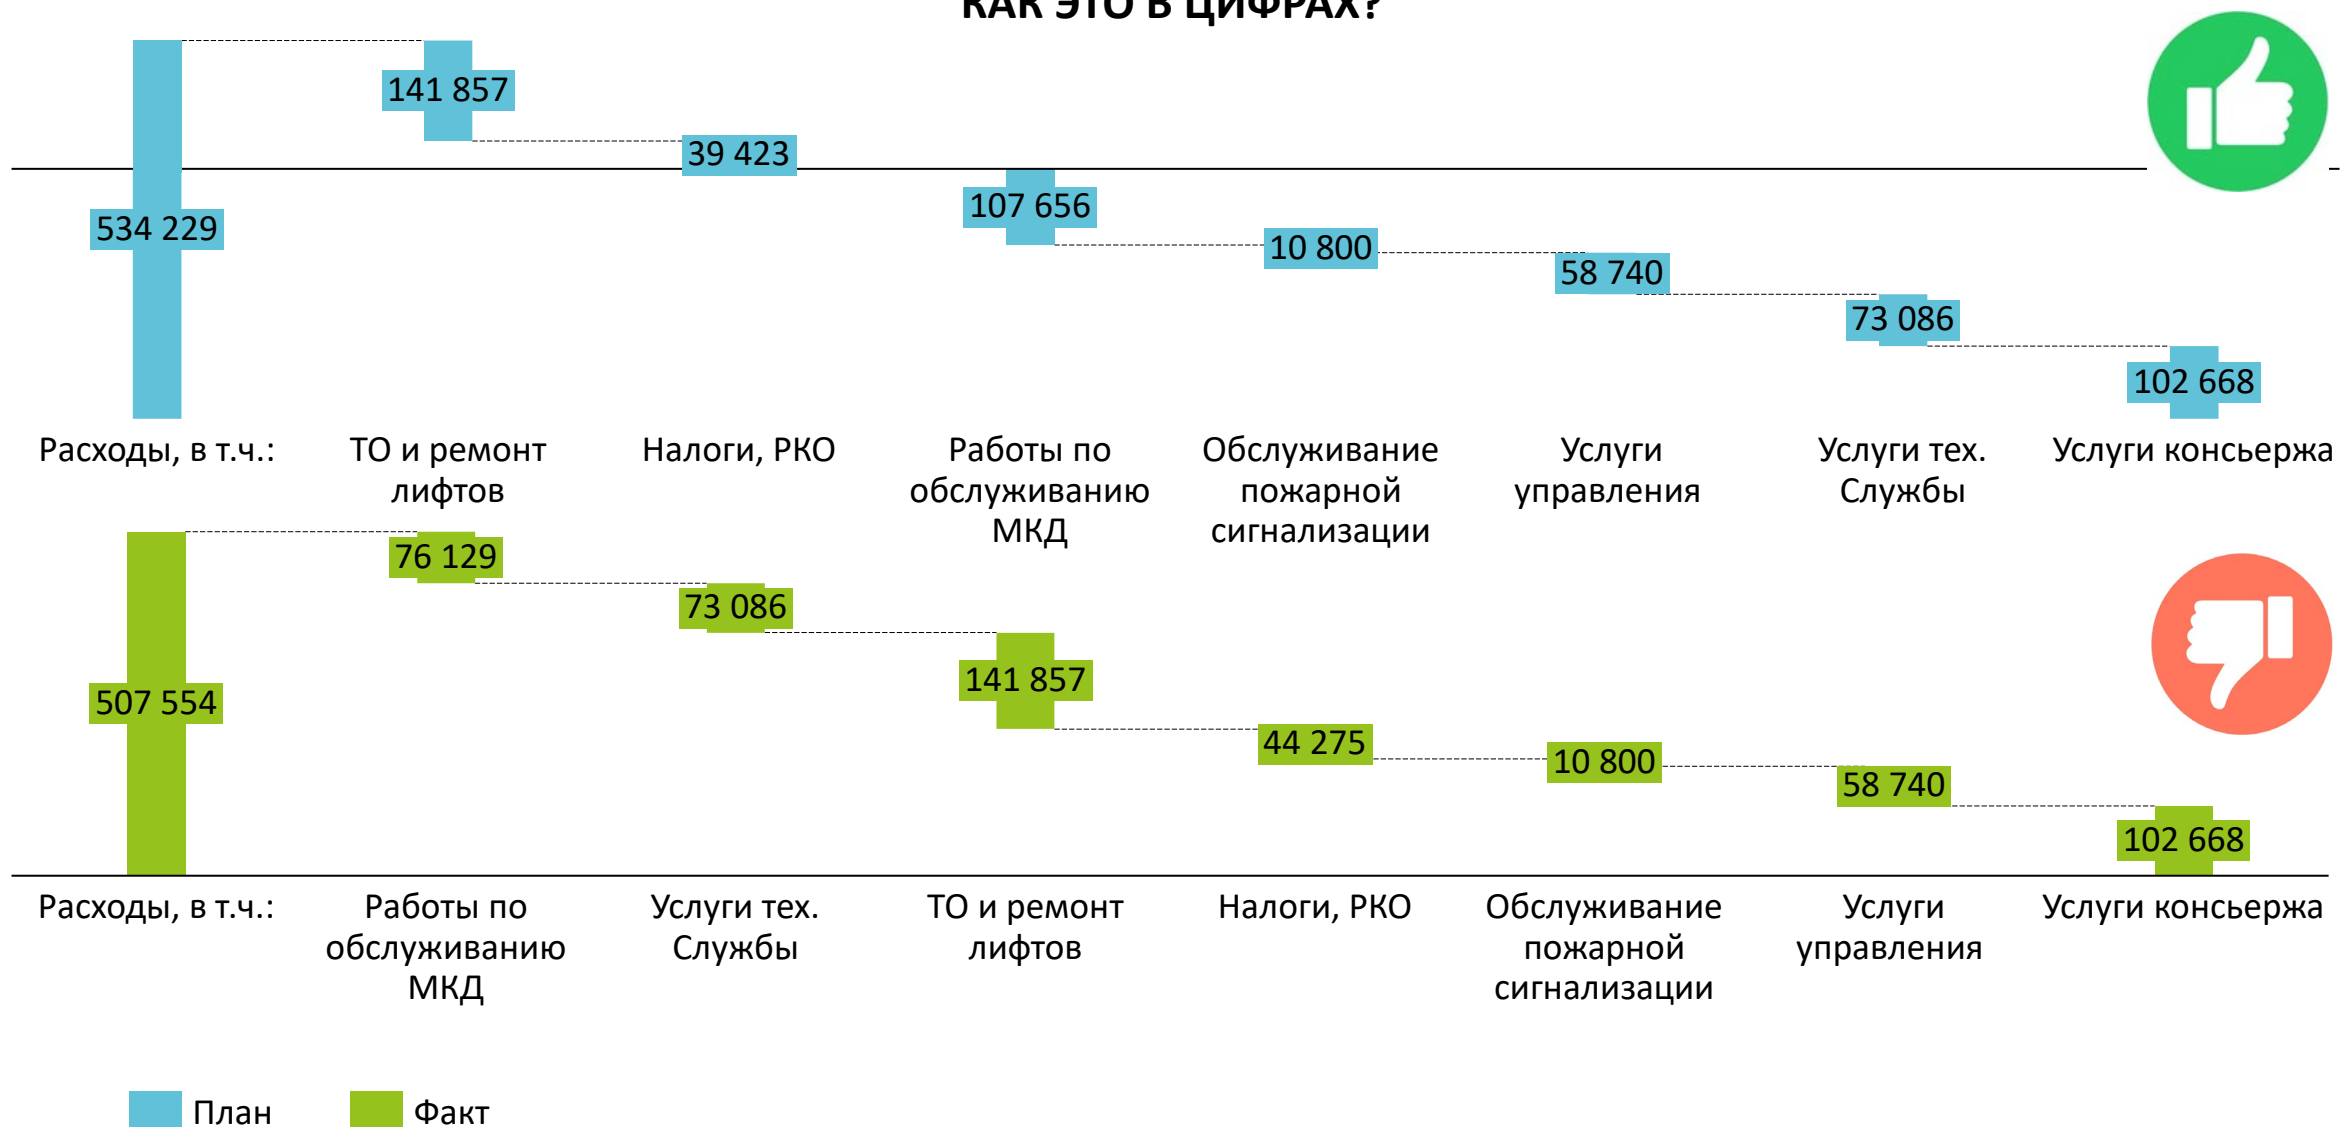 КАК ЭТО В ЦИФРАХ?
141 857
39 423
107 656
534 229
10 800
58 740
73 086
102 668
Расходы, в т.ч.:
ТО и ремонт
лифтов
Налоги, РКО
Работы по
обслуживанию
МКД
Обслуживание
пожарной
сигнализации
Услуги
управления
Услуги тех.
Службы
Услуги консьержа
76 129
73 086
141 857
507 554
44 275
10 800
58 740
102 668
Расходы, в т.ч.:
Работы по
обслуживанию
МКД
Услуги тех.
Службы
ТО и ремонт
лифтов
Налоги, РКО
Обслуживание
пожарной
сигнализации
Услуги
управления
Услуги консьержа
План
Факт